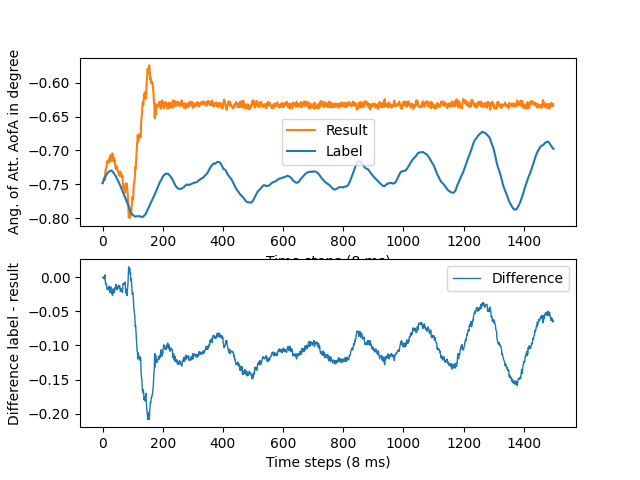 Ang. of Att. AofA in degree
−0.60
−0.65
−0.70
−0.75
−0.80
Result
Label
0 200 400 600 800 1000 1200 1400
Time steps (8 ms)
Difference label - result
0.00
−0.05
−0.10
−0.15
−0.20
Difference
0 200 400 600 800 1000 1200 1400
Time steps (8 ms)